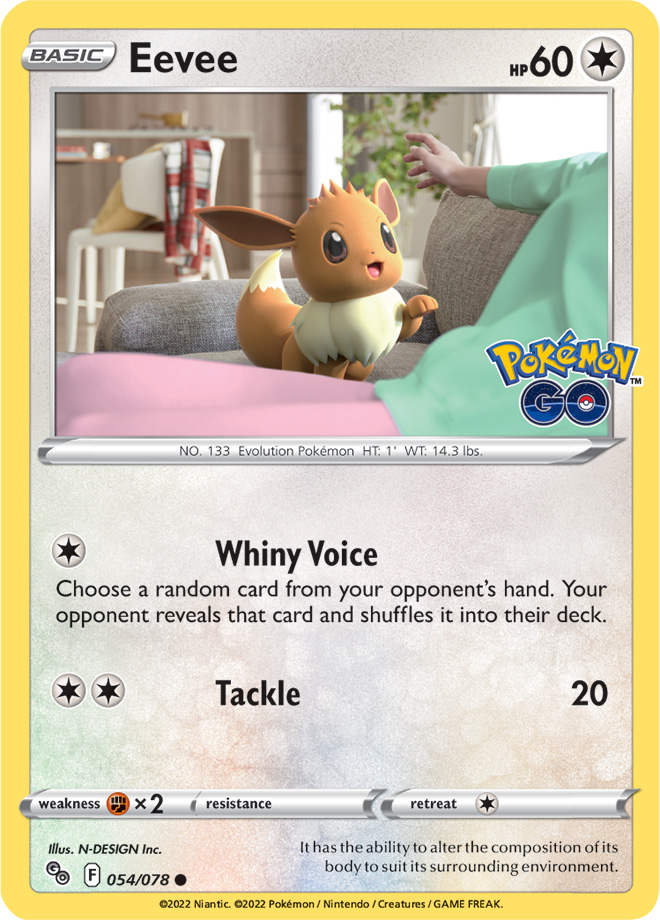 BASIC Eevee HP60
POKÉMON TM
GO
NO. 133 Evolution Pokémon HT: 1' WT: 14.3 lbs.
Whiny Voice
Choose a random card from your opponent's hand. Your
opponent reveals that card and shuffles it into their deck.
Tackle 20
weakness ×2 resistance retreat
Illus. N-DESIGN Inc.
GO F 054/078
It has the ability to alter the composition of its
body to suit its surrounding environment.
©2022 Niantic. ©2022 Pokémon / Nintendo / Creatures / GAME FREAK.